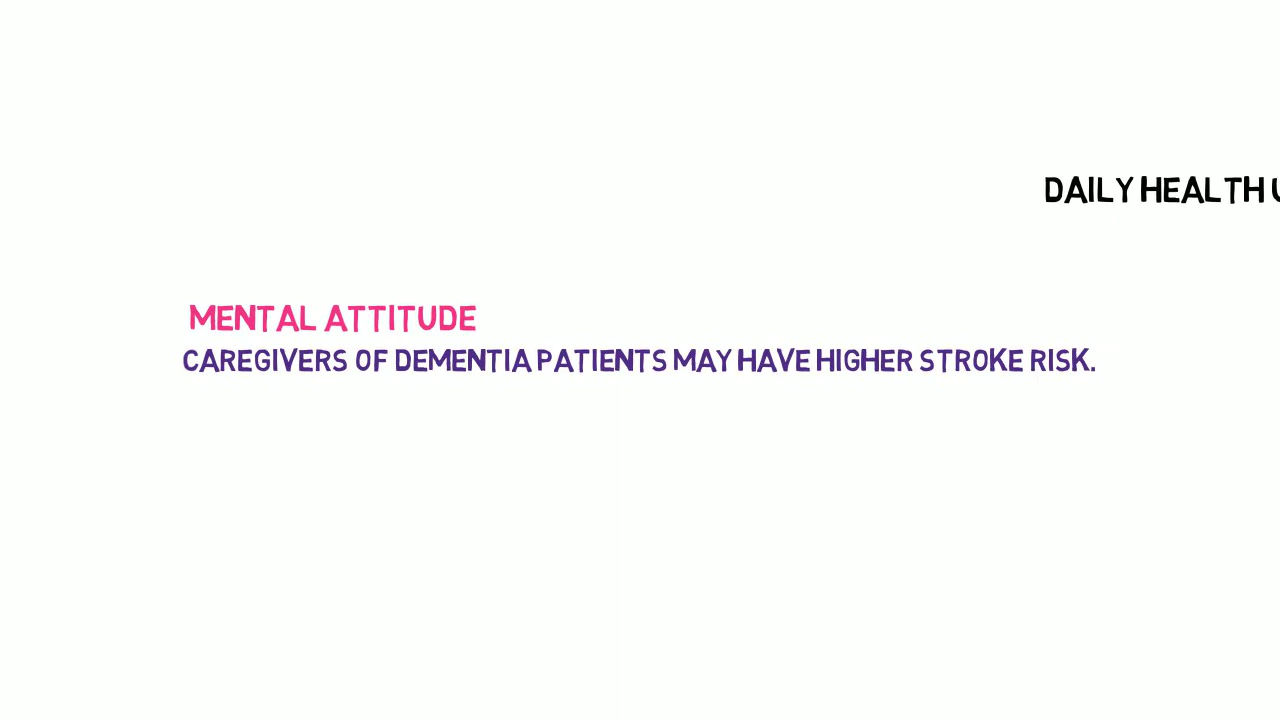 DAILY HEALTH
MENTAL ATTITUDE
CAREGIVERS OF DEMENTIA PATIENTS MAY HAVE HIGHER STROKE RISK.